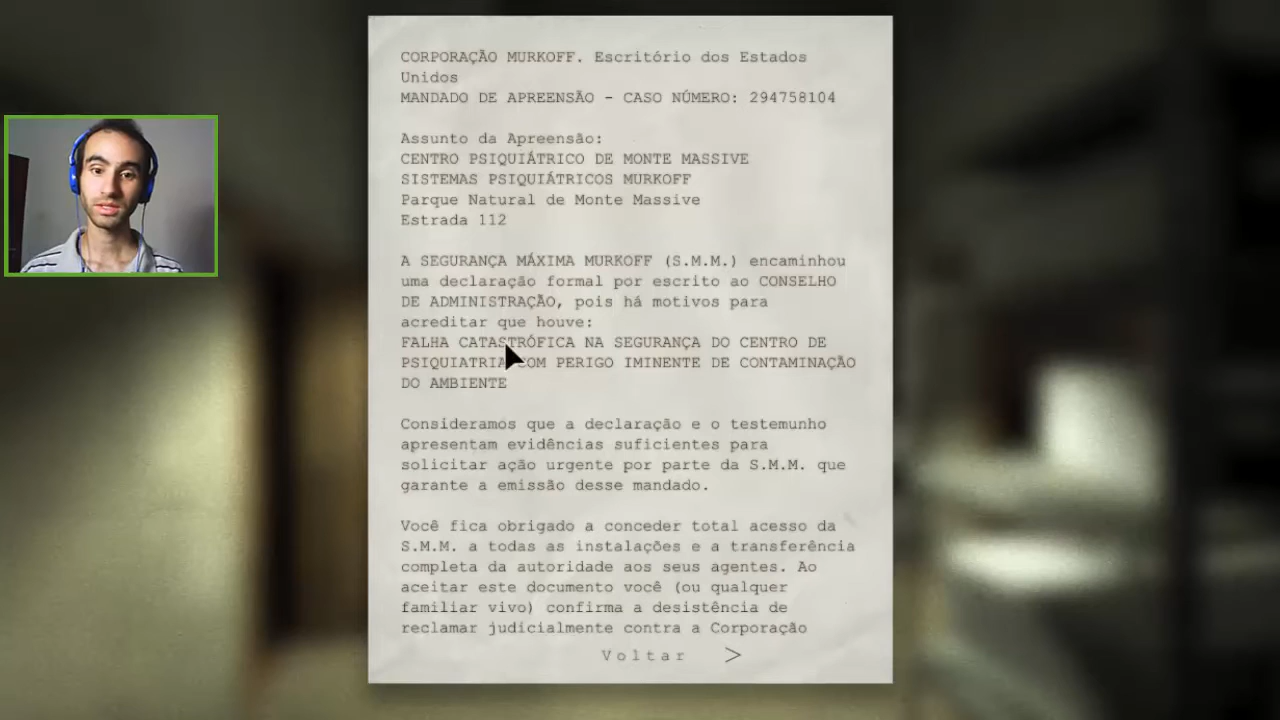 CORPORAÇÃO MURKOFF. Escritório dos Estados
Unidos
MANDADO DE APREENSÃO - CASO NÚMERO: 294758104
Assunto da Apreensão:
CENTRO PSIQUIÁTRICO DE MONTE MASSIVE
SISTEMAS PSIQUIÁTRICOS MURKOFF
Parque Natural de Monte Massive
Estrada 112
A SEGURANÇA MÁXIMA MURKOFF (S.M.M.) encaminhou
uma declaração formal por escrito ao CONSELHO
DE ADMINISTRAÇÃO, pois há motivos para
acreditar que houve:
FALHA CATASTRÓFICA NA SEGURANÇA DO CENTRO DE
PSIQUIATRIA COM PERIGO IMINENTE DE CONTAMINAÇÃO
DO AMBIENTE
Consideramos que a declaração e o testemunho
apresentam evidências suficientes para
solicitar ação urgente por parte da S.M.M. que
garante a emissão desse mandado.
Você fica obrigado a conceder total acesso da
S.M.M. a todas as instalações e a transferência
completa da autoridade aos seus agentes. Ao
aceitar este documento você (ou qualquer
familiar vivo) confirma a desistência de
reclamar judicialmente contra a Corporação
Voltar >